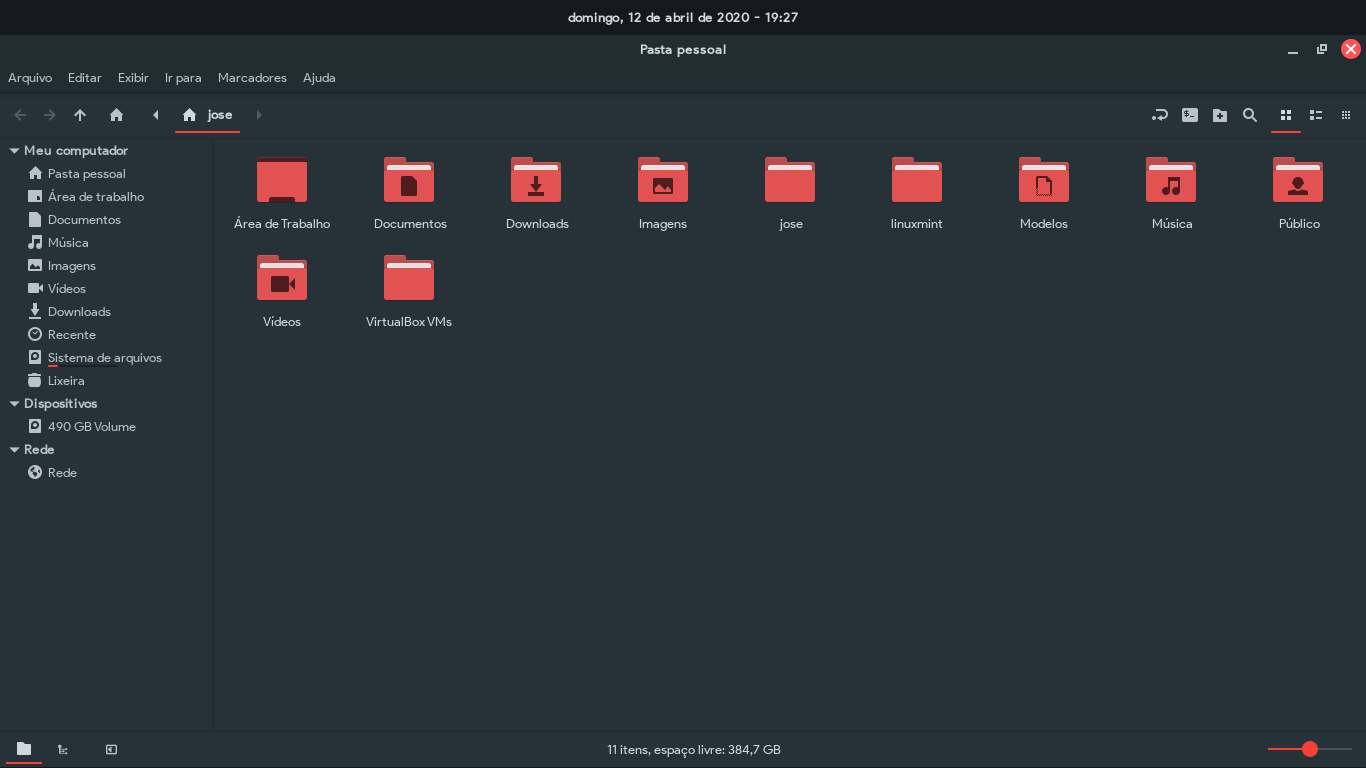 domingo, 12 de abril de 2020 - 19:27
Pasta pessoal
Arquivo Editar Exibir Ir para Marcadores Ajuda
jose
Meu computador
Pasta pessoal
Área de trabalho
Documentos
Música
Imagens
Vídeos
Downloads
Recente
Sistema de arquivos
Lixeira
Dispositivos
490 GB Volume
Rede
Rede
Área de Trabalho Documentos Downloads Imagens jose linuxmint Modelos Música Público
Vídeos VirtualBox VMs
11 itens, espaço livre: 384,7 GB